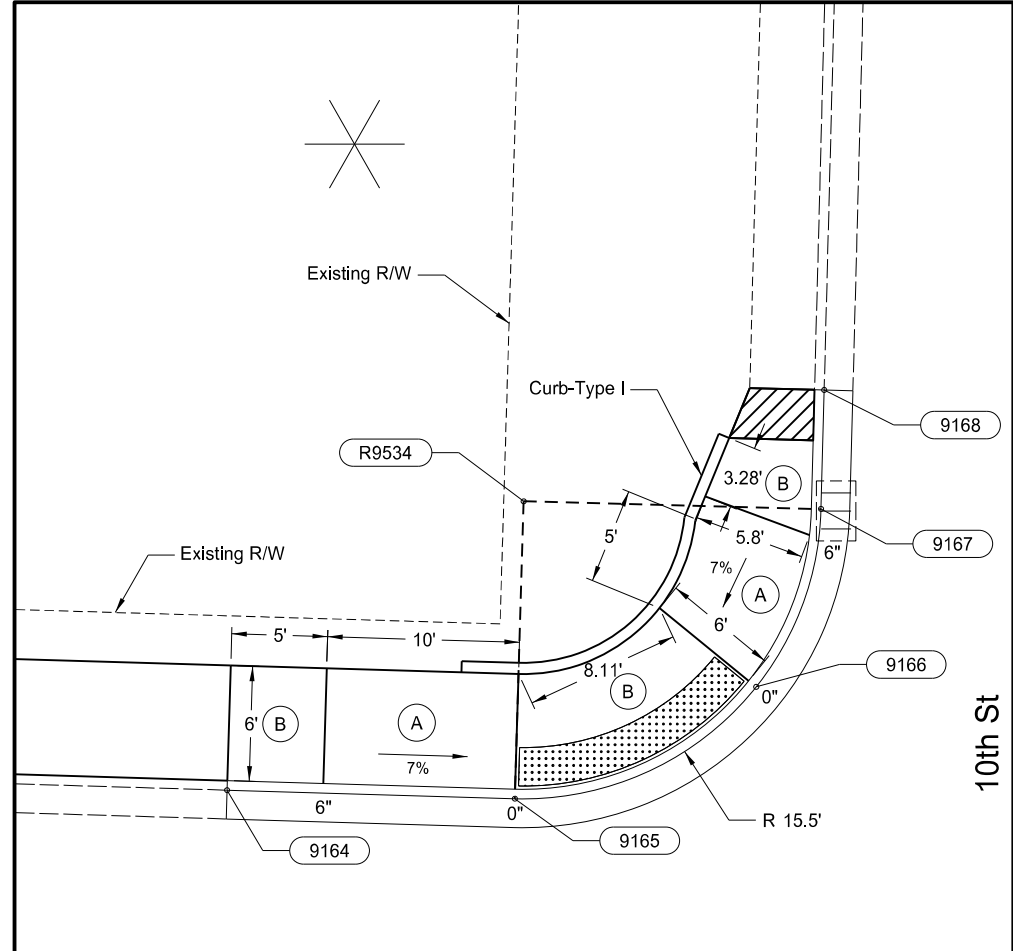 Existing R/W
Curb-Type I
9168
R9534
3.28'
B
9167
5'
5.8'
6"
7%
A
Existing R/W
5'
10'
6'
8.11'
B
9166
0"
6'
B
A
7%
10th St
6"
0"
R 15.5'
9164
9165